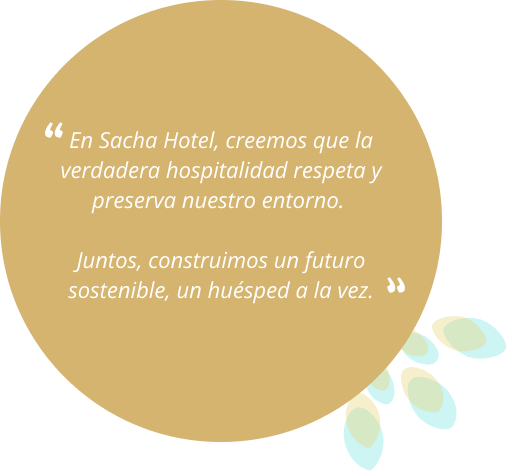 “ En Sacha Hotel, creemos que la
verdadera hospitalidad respeta y
preserva nuestro entorno.
Juntos, construimos un futuro
sostenible, un huésped a la vez. ”